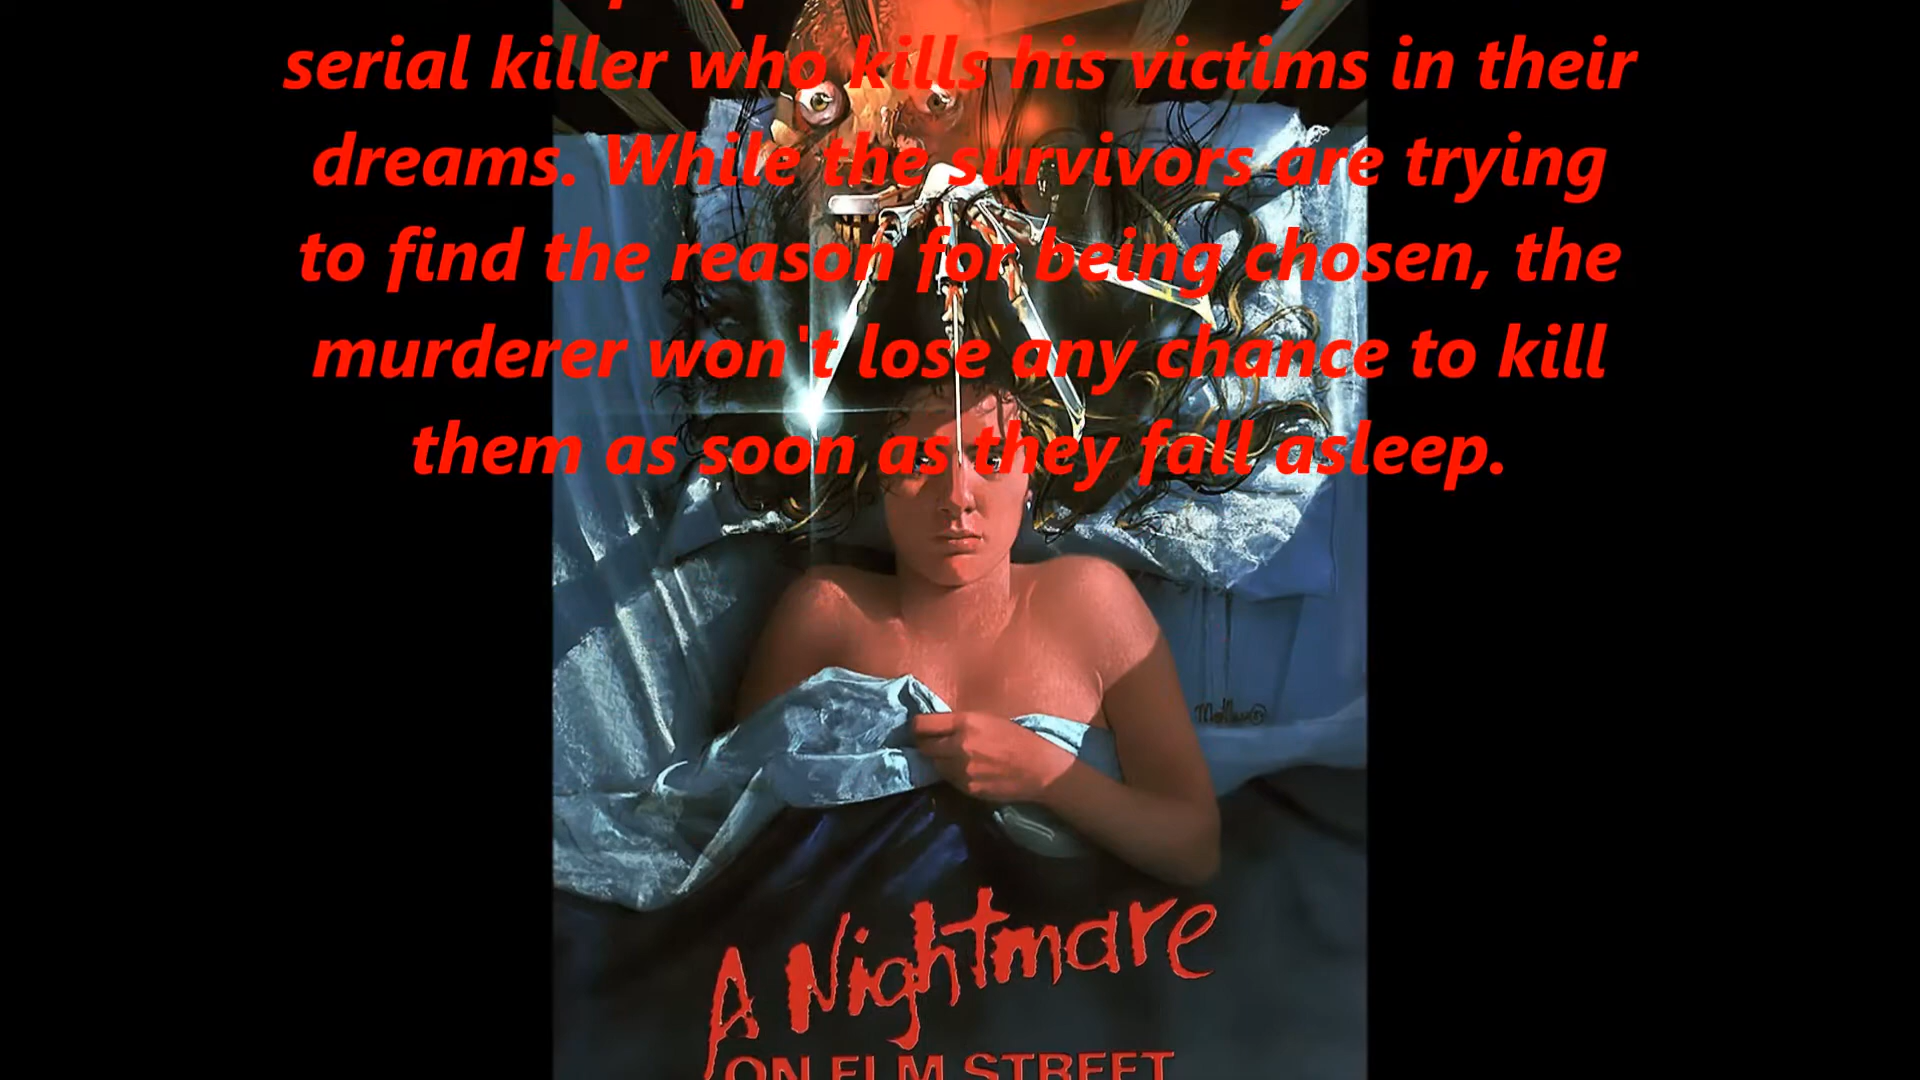 serial killer who kills his victims in their
dreams. While the survivors are trying
to find the reason for being chosen, the
murderer won't lose any chance to kill
them as soon as they fall asleep.
A Nightmare
ON ELM STREET